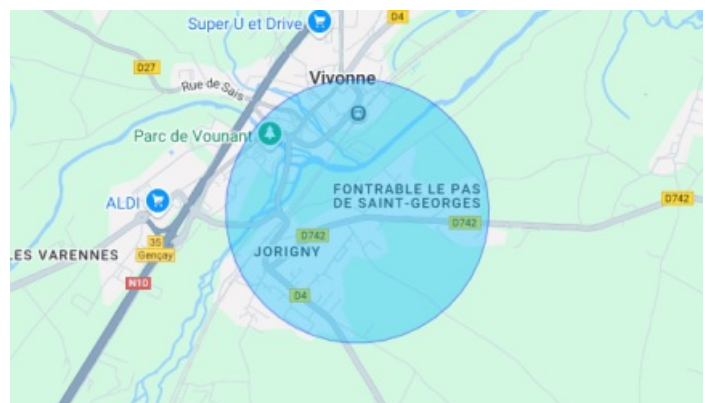 Super U et Drive
D4
D27
Vivonne
Rue de Sais
Parc de Vounant
FONTRABLE LE PAS
DE SAINT-GEORGES
ALDI
D742
D742
D742
35
Gençay
LES VARENNES
JORIGNY
N10
D4